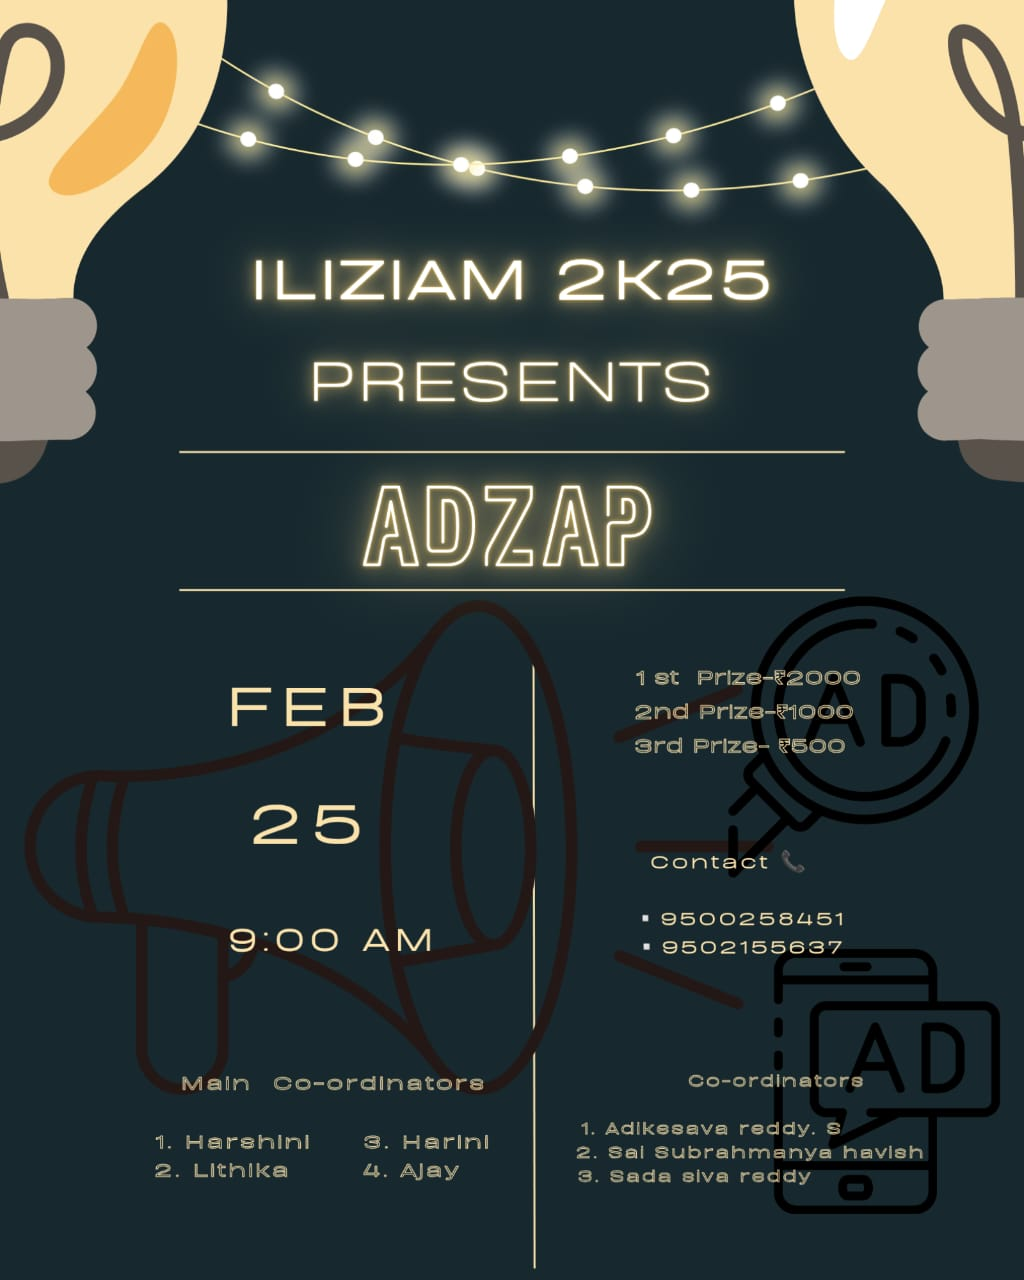 ILIZIAM 2K25
PRESENTS
ADZAP
FEB
25
9:00 AM
1st Prize-₹2000
2nd Prize-₹1000
3rd Prize- ₹500
AD
Contact 📞
▪ 9500258451
▪ 9502155637
AD
Main Co-ordinators
1. Harshini
2. Lithika
3. Harini
4. Ajay
Co-ordinators
1. Adikesava reddy. S
2. Sai Subrahmanya havish
3. Sada siva reddy